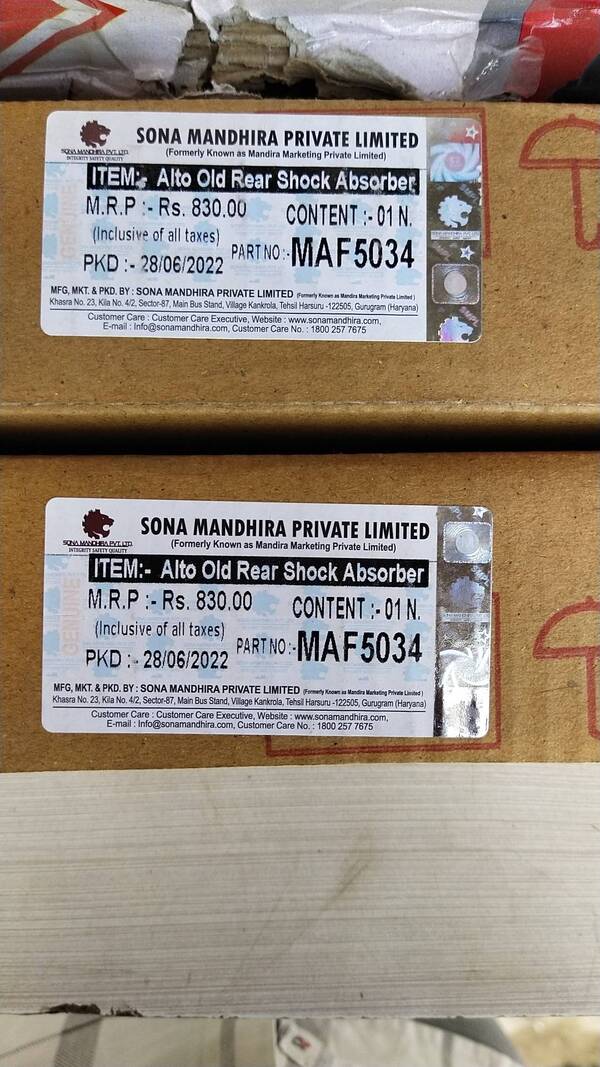 SONA MANDHIRA PVT. LTD.
INTEGRITY SAFETY QUALITY
SONA MANDHIRA PRIVATE LIMITED
(Formerly Known as Mandira Marketing Private Limited)
ITEM:- Alto Old Rear Shock Absorber
M.R.P :- Rs. 830.00
CONTENT :- 01 N.
(Inclusive of all taxes)
PART NO:-MAF5034
PKD :- 28/06/2022
MFG, MKT. & PKD. BY : SONA MANDHIRA PRIVATE LIMITED (Formerly Known as Mandira Marketing Private Limited )
Khasra No. 23, Kila No. 4/2, Sector-87, Main Bus Stand, Village Kankrola, Tehsil Harsuru -122505, Gurugram (Haryana)
Customer Care : Customer Care Executive, Website : www.sonamandhira.com,
E-mail : Info@sonamandhira.com, Customer Care No. : 1800 257 7675
GENUINE
SONA MANDHIRA PVT. LTD.
INTEGRITY SAFETY QUALITY
SONA MANDHIRA PRIVATE LIMITED
(Formerly Known as Mandira Marketing Private Limited)
ITEM:- Alto Old Rear Shock Absorber
M.R.P :- Rs. 830.00
CONTENT :- 01 N.
(Inclusive of all taxes)
PART NO:-MAF5034
PKD :- 28/06/2022
MFG, MKT. & PKD. BY : SONA MANDHIRA PRIVATE LIMITED (Formerly Known as Mandira Marketing Private Limited )
Khasra No. 23, Kila No. 4/2, Sector-87, Main Bus Stand, Village Kankrola, Tehsil Harsuru -122505, Gurugram (Haryana)
Customer Care : Customer Care Executive, Website : www.sonamandhira.com,
E-mail : Info@sonamandhira.com, Customer Care No. : 1800 257 7675
GENUINE